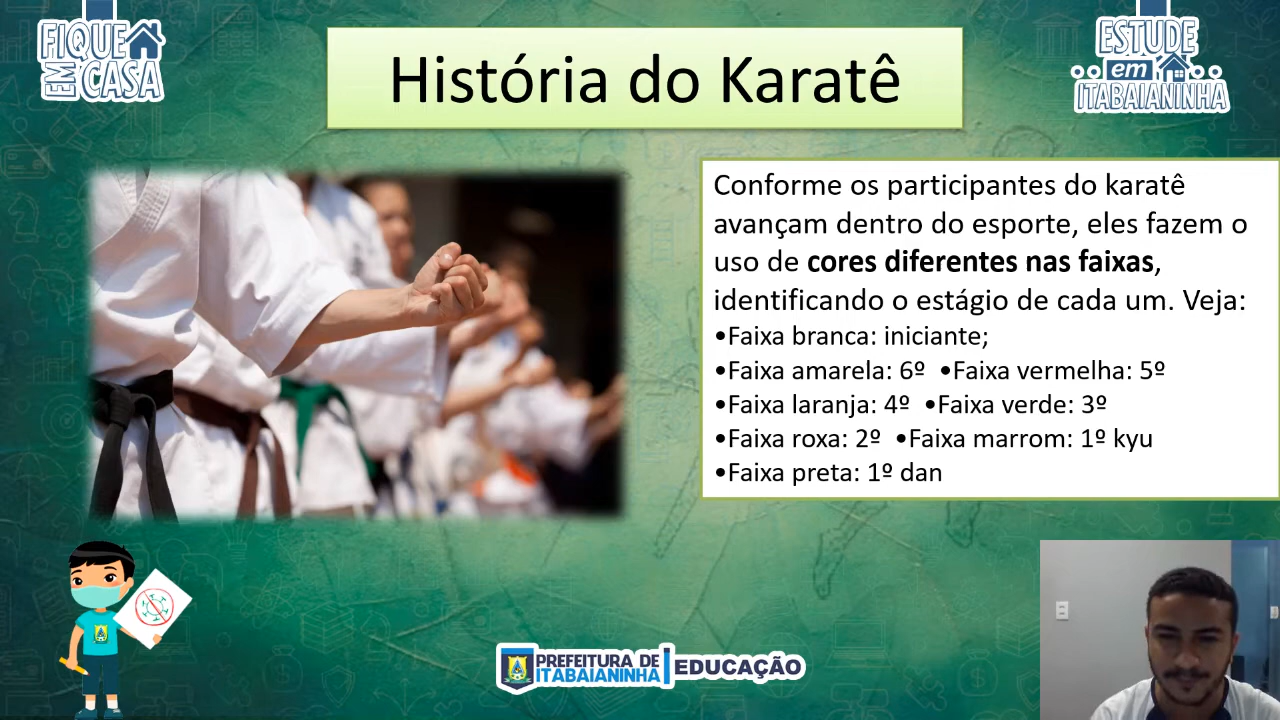 FIQUE
EM CASA
História do Karatê
ESTUDE
em
ITABAIANINHA
Conforme os participantes do karatê
avançam dentro do esporte, eles fazem o
uso de cores diferentes nas faixas,
identificando o estágio de cada um. Veja:
•Faixa branca: iniciante;
•Faixa amarela: 6º •Faixa vermelha: 5º
•Faixa laranja: 4º •Faixa verde: 3º
•Faixa roxa: 2º •Faixa marrom: 1º kyu
•Faixa preta: 1º dan
PREFEITURA DE
ITABAIANINHA
EDUCAÇÃO